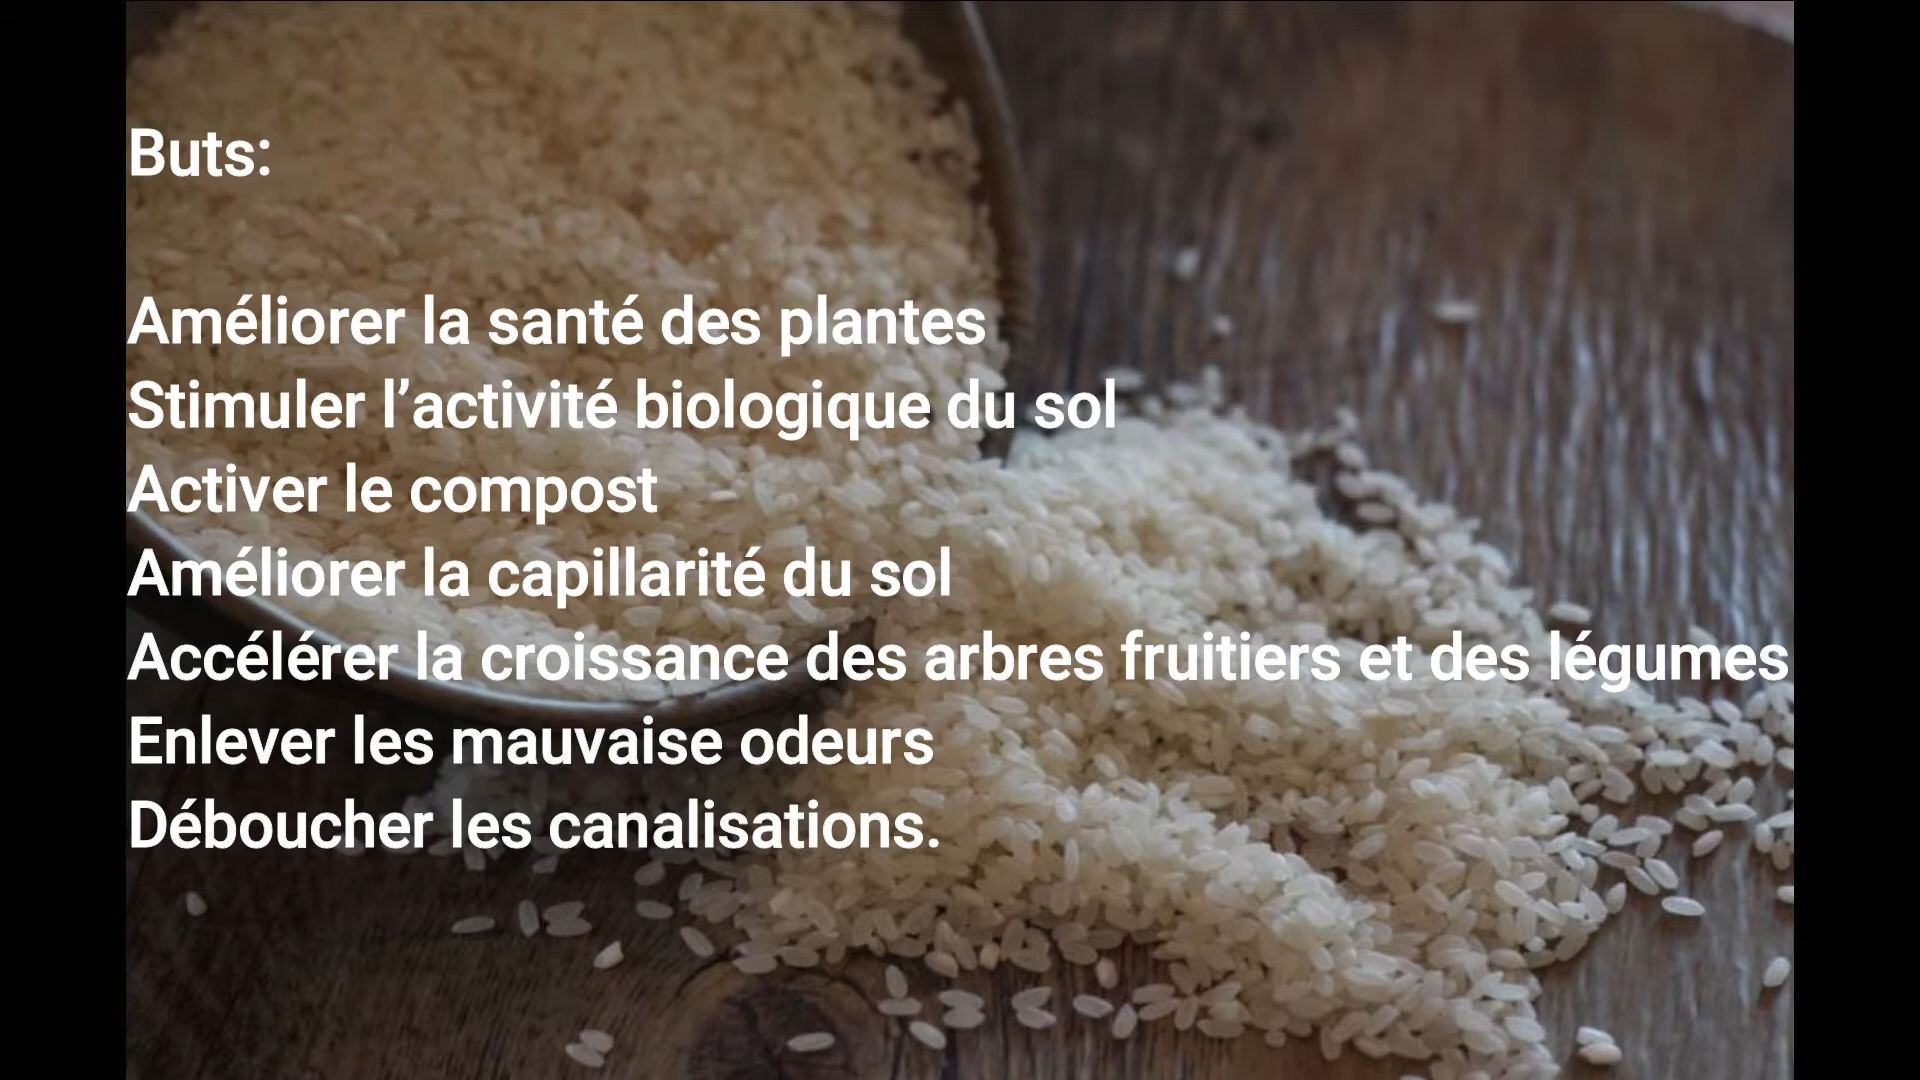 Buts:
Améliorer la santé des plantes
Stimuler l’activité biologique du sol
Activer le compost
Améliorer la capillarité du sol
Accélérer la croissance des arbres fruitiers et des légumes
Enlever les mauvaise odeurs
Déboucher les canalisations.